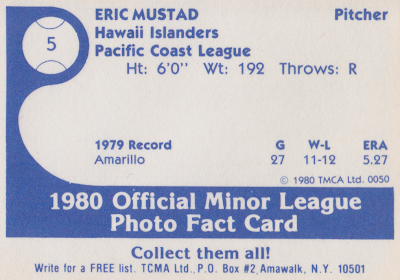 ERIC MUSTAD Pitcher
5
Hawaii Islanders
Pacific Coast League
Ht: 6'0" Wt: 192 Throws: R
1979 Record G W-L ERA
Amarillo 27 11-12 5.27
© 1980 TMCA Ltd. 0050
1980 Official Minor League
Photo Fact Card
Collect them all!
Write for a FREE list. TCMA Ltd., P.O. Box #2, Amawalk, N.Y. 10501